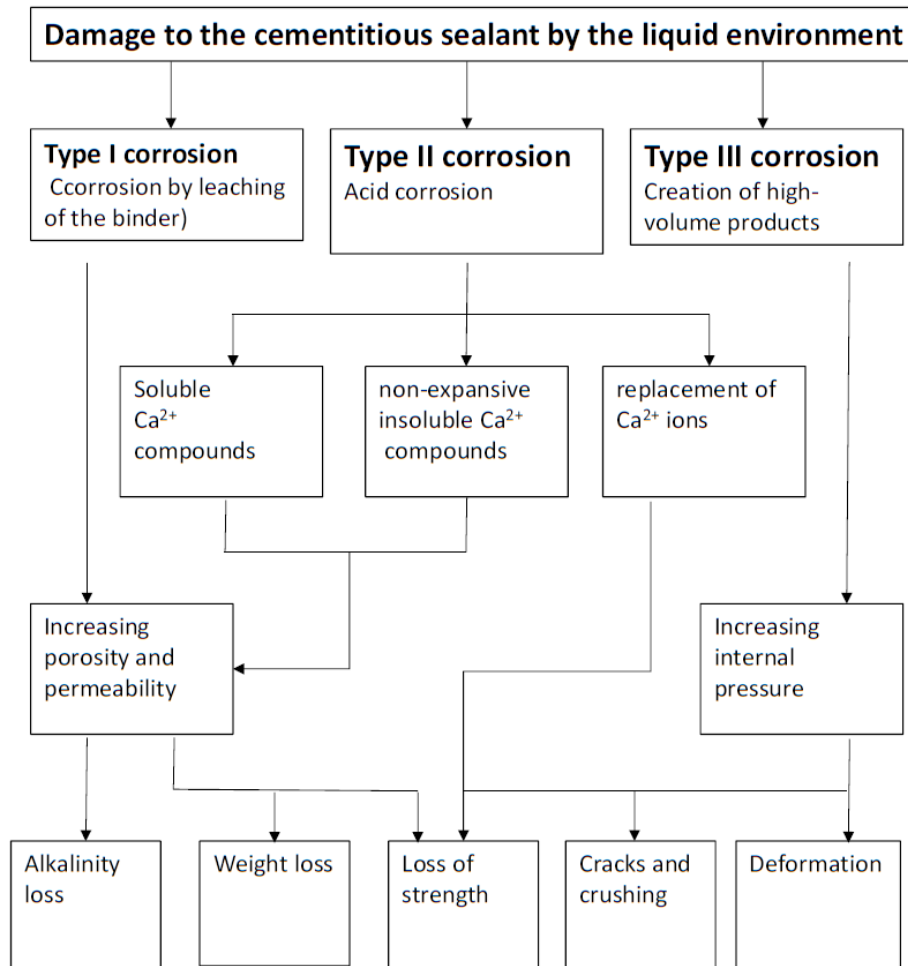 Damage to the cementitious sealant by the liquid environment
Type I corrosion
Ccorrosion by leaching
of the binder)
Type II corrosion
Acid corrosion
Type III corrosion
Creation of high-
volume products
Soluble
Ca²⁺
compounds
non-expansive
insoluble Ca²⁺
compounds
replacement of
Ca²⁺ ions
Increasing
porosity and
permeability
Increasing
internal
pressure
Alkalinity
loss
Weight loss
Loss of
strength
Cracks and
crushing
Deformation